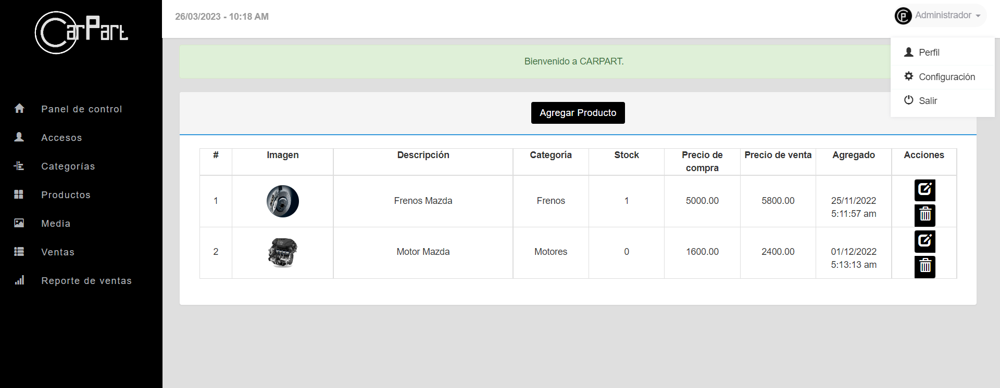 CarPart
26/03/2023 - 10:18 AM
Administrador
Perfil
Configuración
Salir
Bienvenido a CARPART.
Panel de control
Accesos
Categorías
Productos
Media
Ventas
Reporte de ventas
Agregar Producto
# Imagen Descripción Categoría Stock Precio de compra Precio de venta Agregado Acciones
1 Frenos Mazda Frenos 1 5000.00 5800.00 25/11/2022 5:11:57 am
2 Motor Mazda Motores 0 1600.00 2400.00 01/12/2022 5:13:13 am